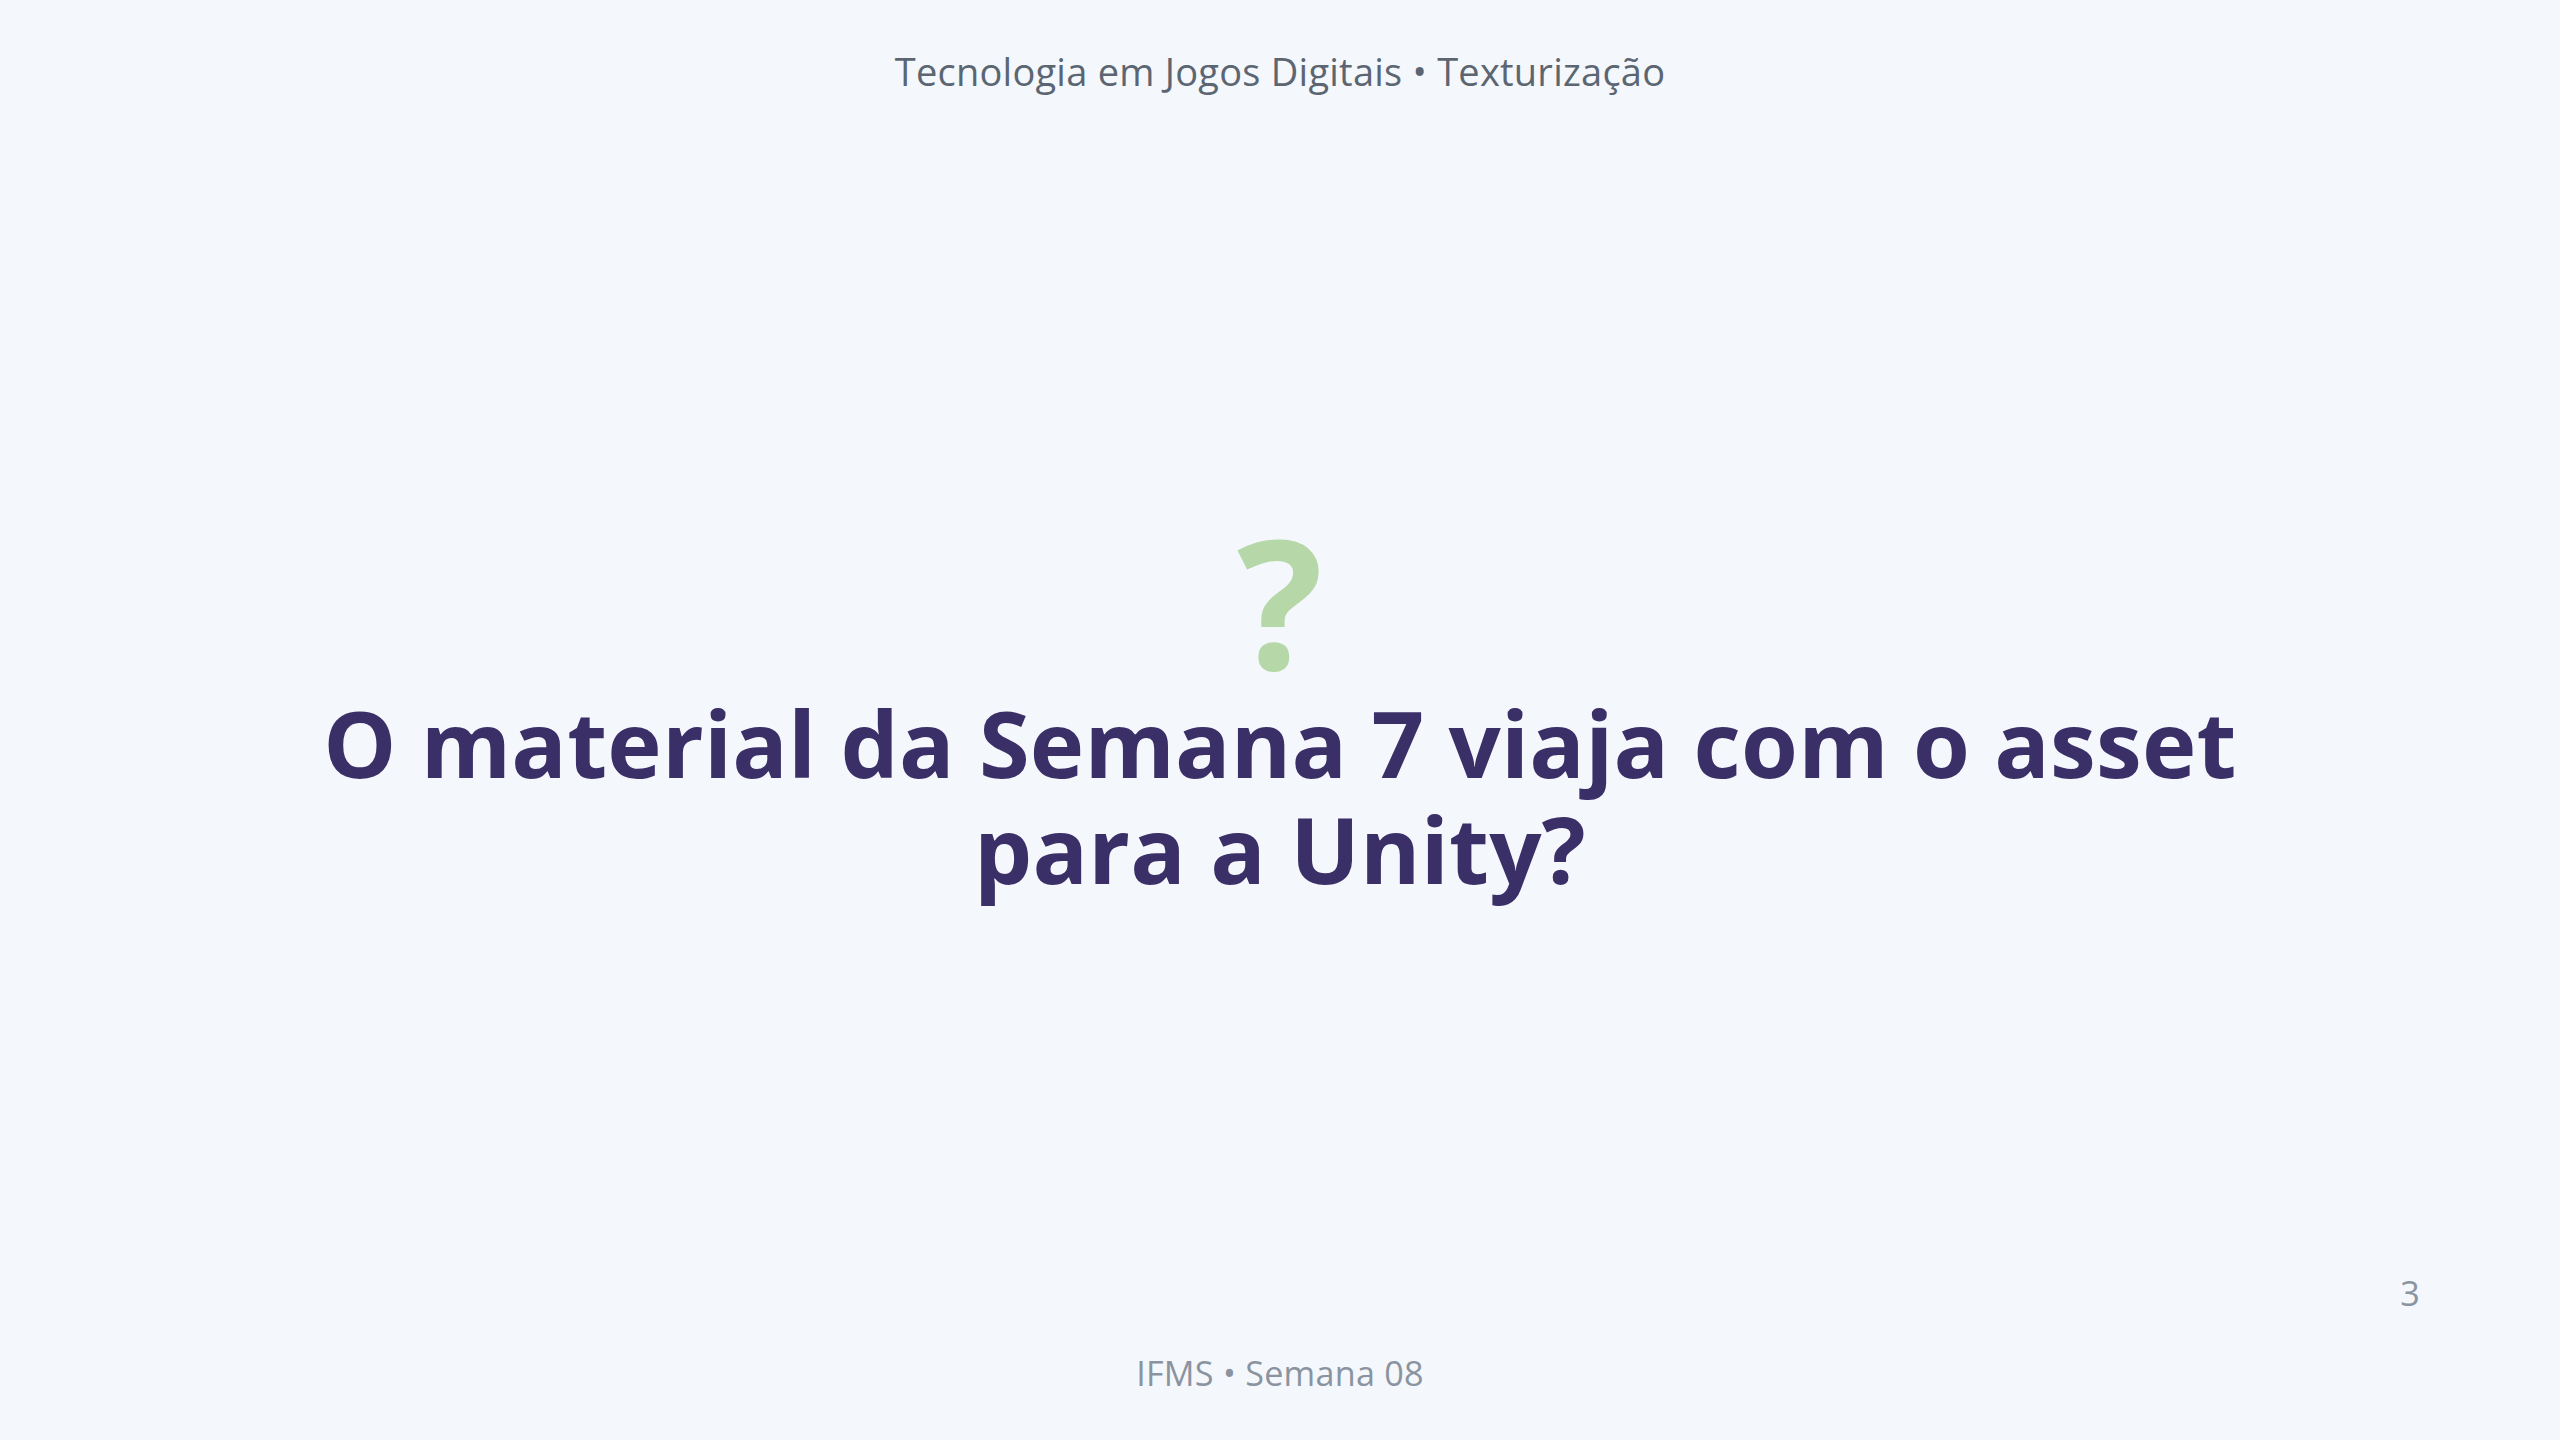 Tecnologia em Jogos Digitais • Texturização
?
O material da Semana 7 viaja com o asset
para a Unity?
3
IFMS • Semana 08